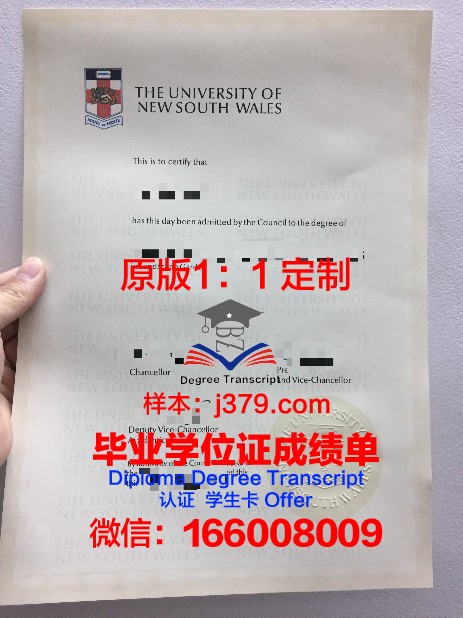 THE UNIVERSITY OF
NEW SOUTH WALES
This is to certify that
has this day been admitted by the Council to the degree of
原版1：1 定制
BZ
Chancellor
Degree Transcript
and Vice-Chancellor
样本：j379.com
Deputy Vice-Chancellor
毕业学位证成绩单
Diploma Degree Transcript
认证 学生卡 Offer
微信：166008009